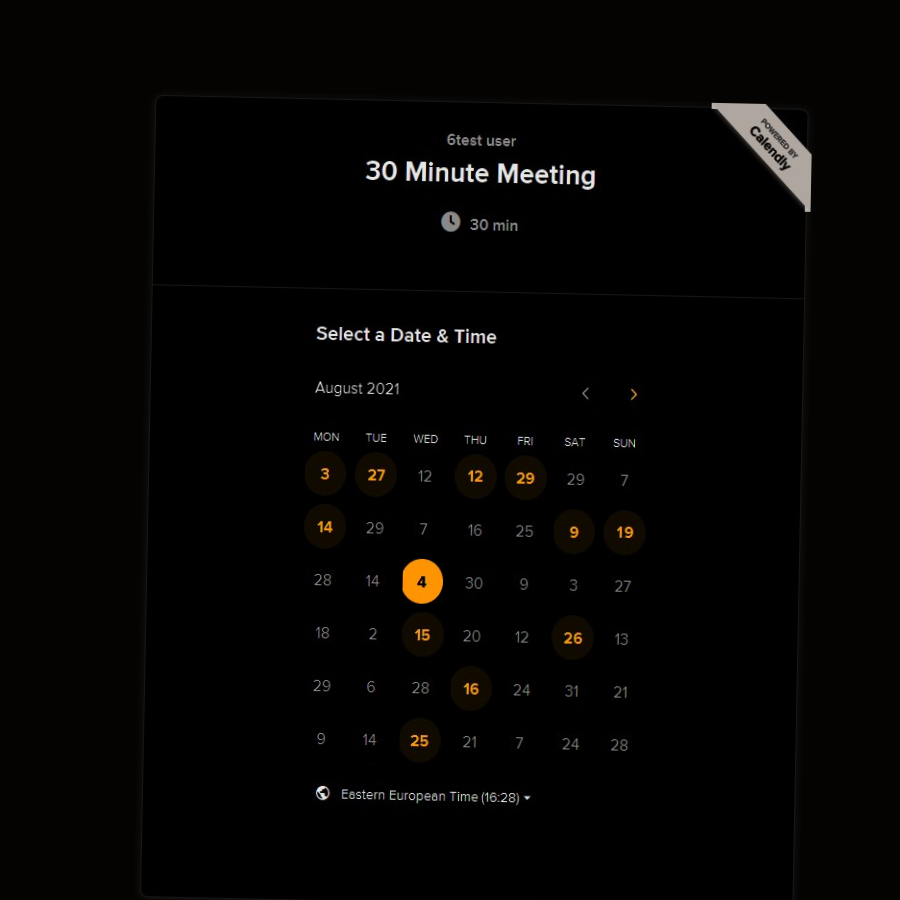 POWERED BY
Calendly
6test user
30 Minute Meeting
30 min
Select a Date & Time
August 2021
MON TUE WED THU FRI SAT SUN
3 27 12 12 29 29 7
14 29 7 16 25 9 19
28 14 4 30 9 3 27
18 2 15 20 12 26 13
29 6 28 16 24 31 21
9 14 25 21 7 24 28
Eastern European Time (16:28)